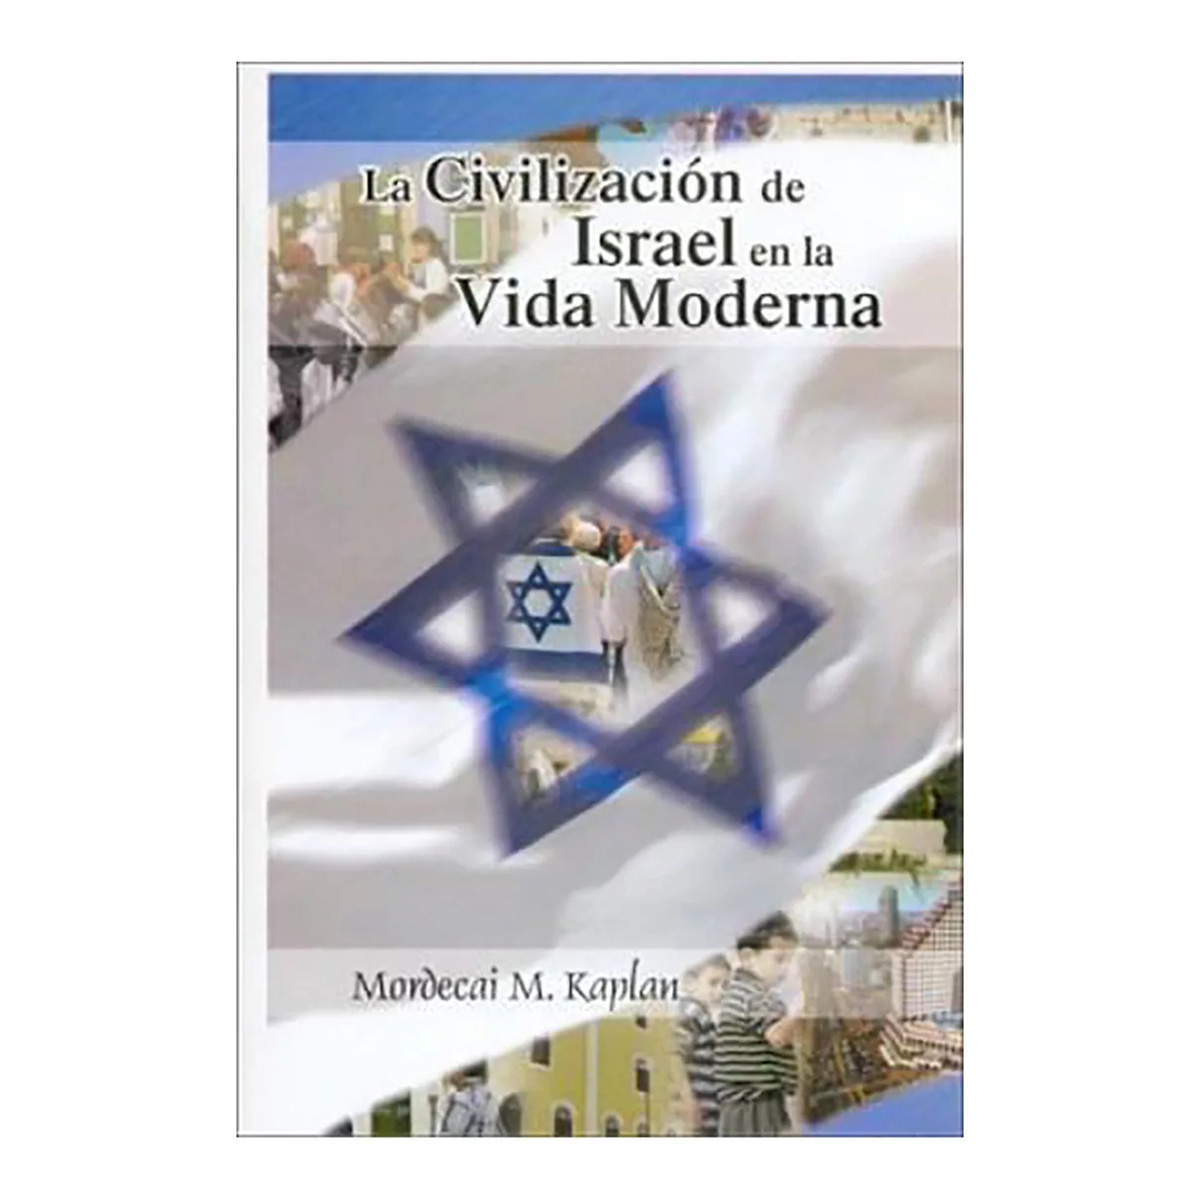 La Civilización de
Israel en la
Vida Moderna
Mordecai M. Kaplan